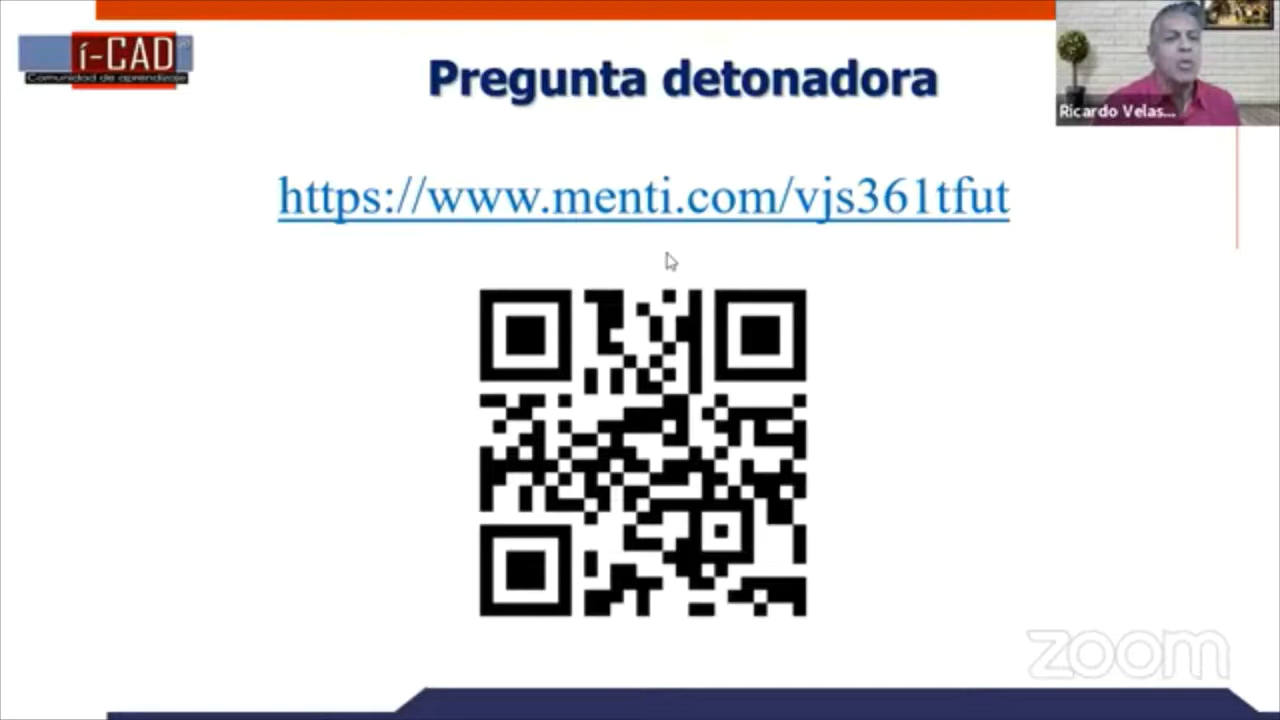 i-CAD
Comunidad de aprendizaje
Pregunta detonadora
Ricardo Velas...
https://www.menti.com/vjs361tfut
zoom